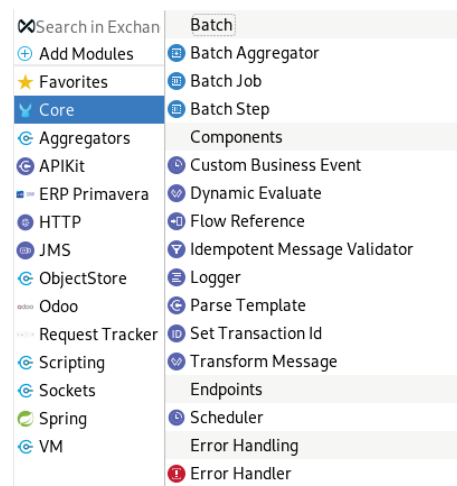 Search in Exchan
Add Modules
Favorites
Core
Aggregators
APIKit
ERP Primavera
HTTP
JMS
ObjectStore
odoo Odoo
Request Tracker
Scripting
Sockets
Spring
VM
Batch
Batch Aggregator
Batch Job
Batch Step
Components
Custom Business Event
Dynamic Evaluate
Flow Reference
Idempotent Message Validator
Logger
Parse Template
ID Set Transaction Id
Transform Message
Endpoints
Scheduler
Error Handling
Error Handler